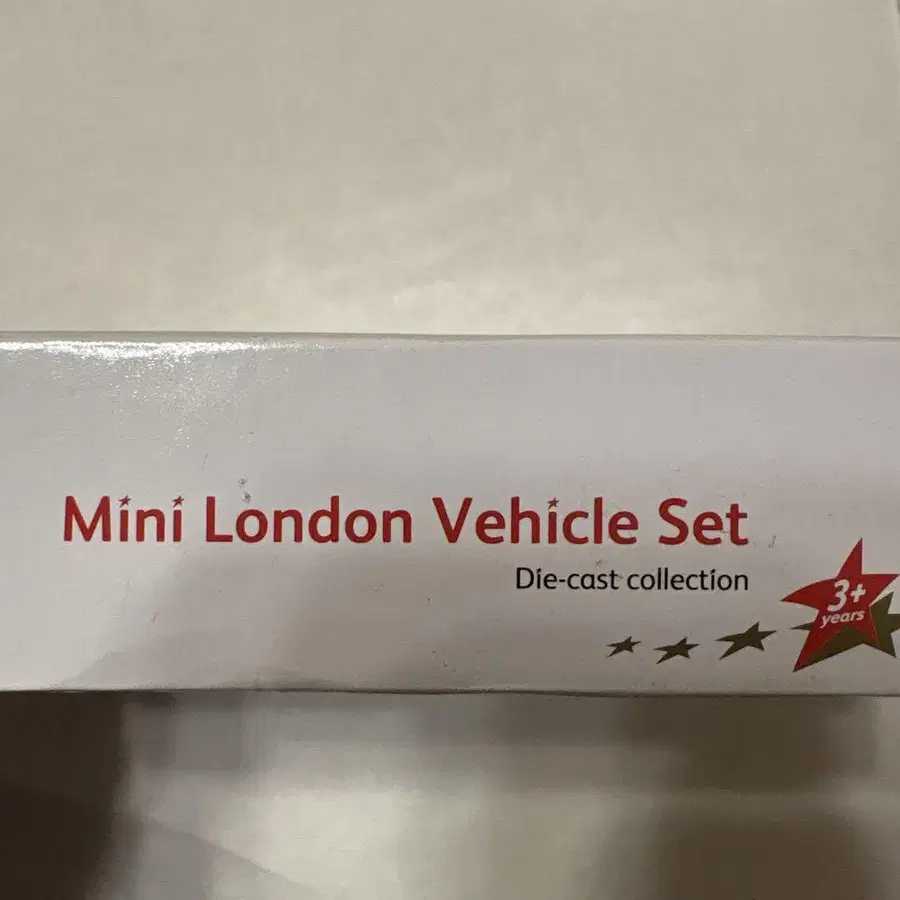 Mini London Vehicle Set
Die-cast collection
3+
years